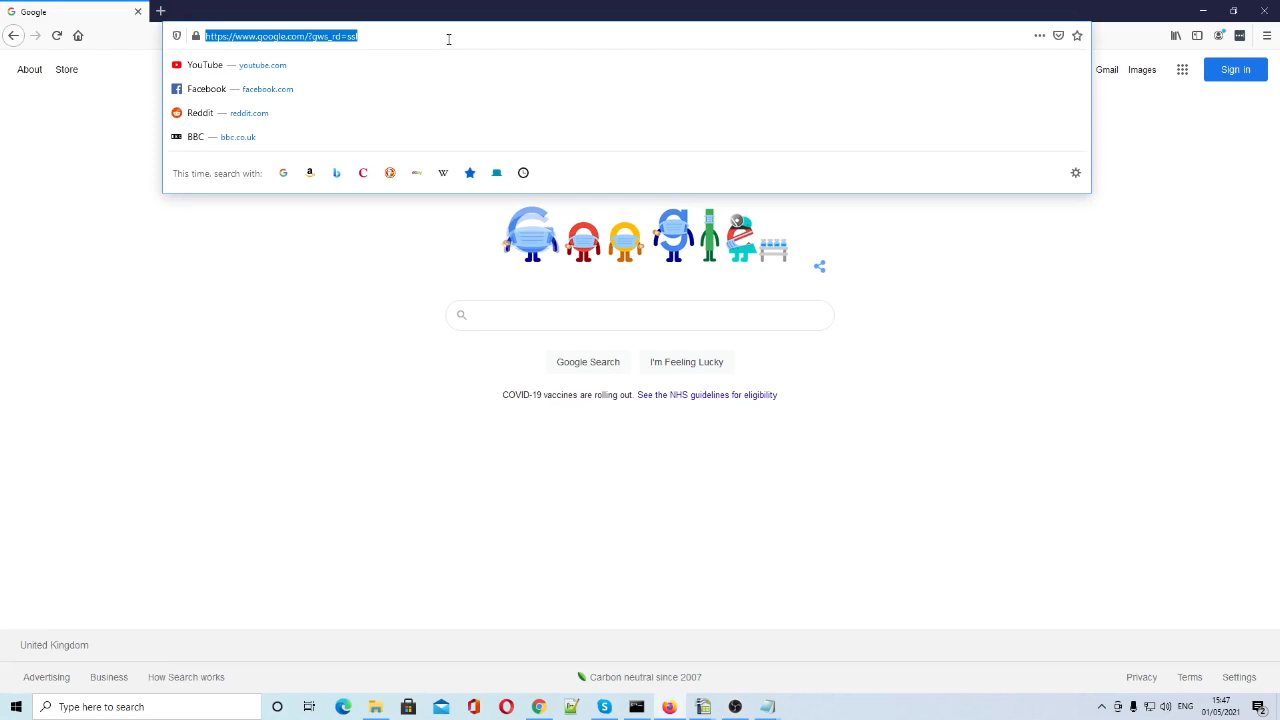 Google
https://www.google.com/?gws_rd=ssl
YouTube — youtube.com
Facebook — facebook.com
Reddit — reddit.com
BBC — bbc.co.uk
This time, search with:
About Store
Gmail Images Sign in
Google Search I'm Feeling Lucky
COVID-19 vaccines are rolling out. See the NHS guidelines for eligibility
United Kingdom
Advertising Business How Search works
Carbon neutral since 2007
Privacy Terms Settings
Type here to search
ENG
15:47
01/05/2021
2